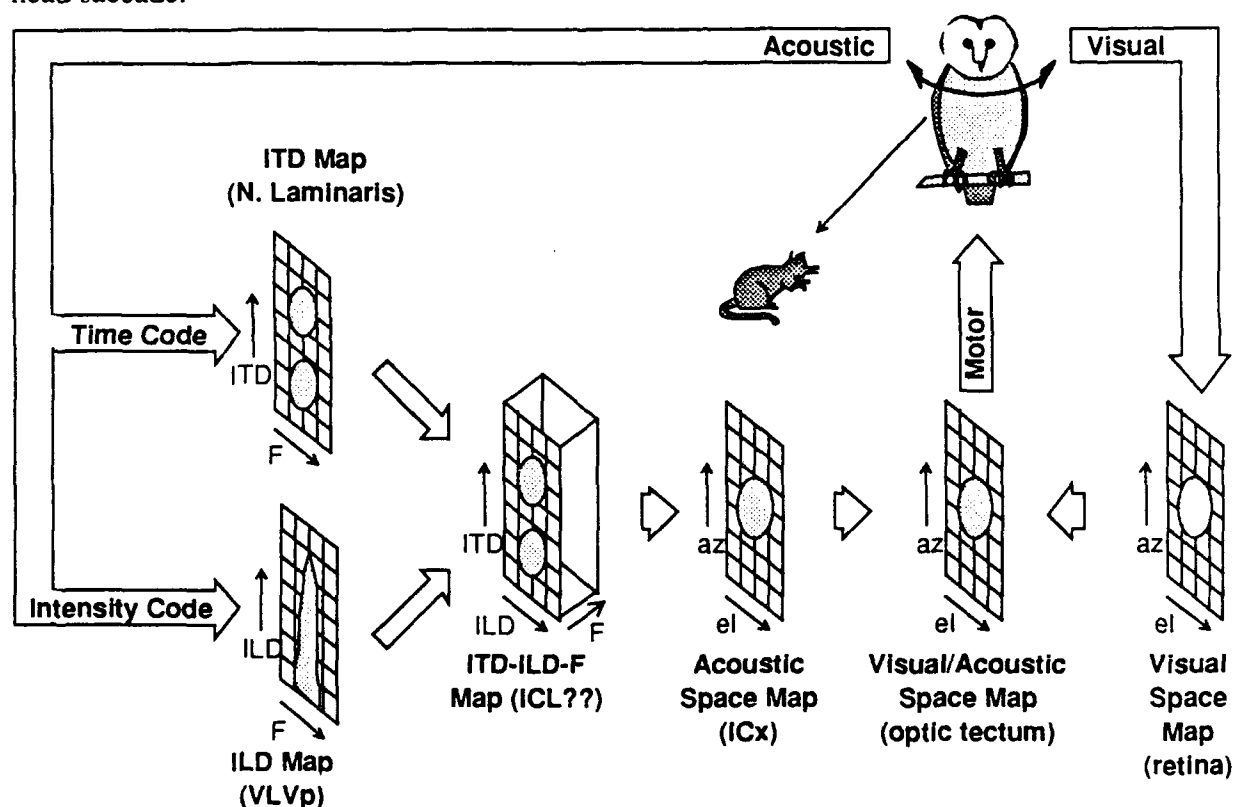 head saccade.
Acoustic
Visual
ITD Map
(N. Laminaris)
Time Code
ITD
F
Motor
Intensity Code
ILD
F
ILD Map
(VLVp)
ITD
ILD
F
ITD-ILD-F
Map (ICL??)
az
el
Acoustic
Space Map
(ICx)
az
el
Visual/Acoustic
Space Map
(optic tectum)
az
el
Visual
Space
Map
(retina)